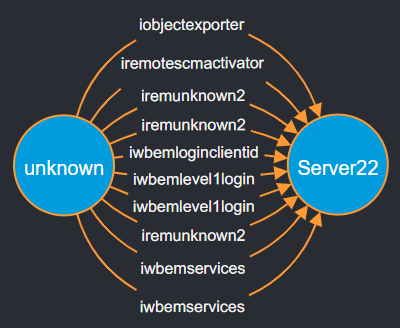 iobjectexporter
iremotescmactivator
iremunknown2
iremunknown2
iwbemloginclientid
unknown
Server22
iwbemlevel1login
iwbemlevel1login
iremunknown2
iwbemservices
iwbemservices